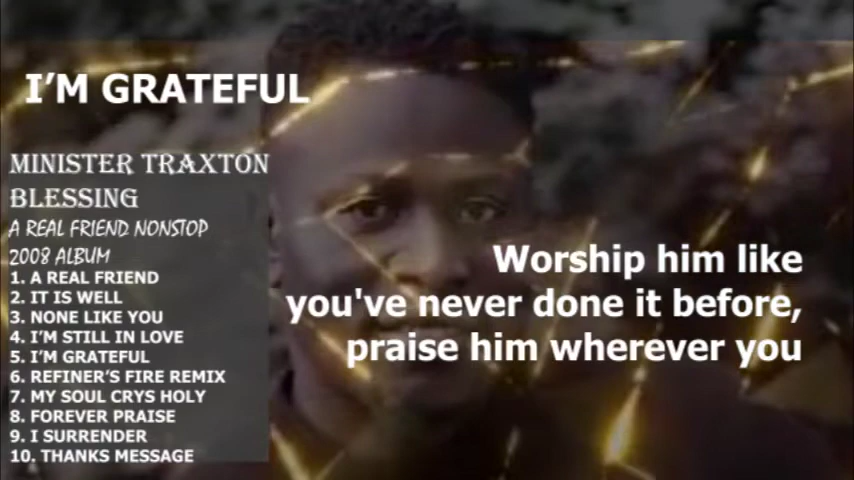 I'M GRATEFUL
MINISTER TRAXTON
BLESSING
A REAL FRIEND NONSTOP
2008 ALBUM
1. A REAL FRIEND
2. IT IS WELL
3. NONE LIKE YOU
4. I'M STILL IN LOVE
5. I'M GRATEFUL
6. REFINER'S FIRE REMIX
7. MY SOUL CRYS HOLY
8. FOREVER PRAISE
9. I SURRENDER
10. THANKS MESSAGE
Worship him like
you've never done it before,
praise him wherever you